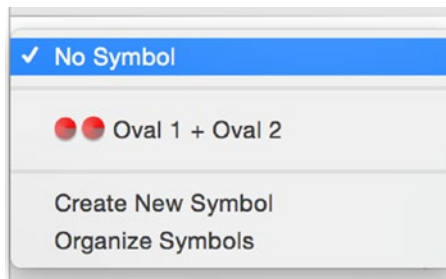 No Symbol
Oval 1 + Oval 2
Create New Symbol
Organize Symbols